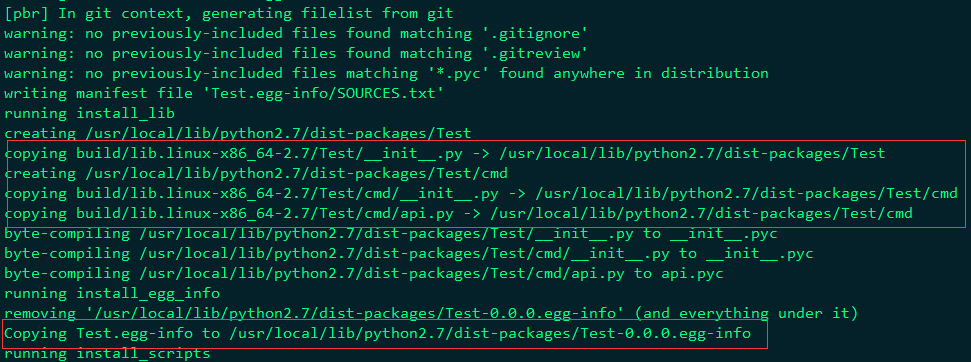 [pbr] In git context, generating filelist from git
warning: no previously-included files found matching '.gitignore'
warning: no previously-included files found matching '.gitreview'
warning: no previously-included files matching '*.pyc' found anywhere in distribution
writing manifest file 'Test.egg-info/SOURCES.txt'
running install_lib
creating /usr/local/lib/python2.7/dist-packages/Test
copying build/lib.linux-x86_64-2.7/Test/__init__.py -> /usr/local/lib/python2.7/dist-packages/Test
creating /usr/local/lib/python2.7/dist-packages/Test/cmd
copying build/lib.linux-x86_64-2.7/Test/cmd/__init__.py -> /usr/local/lib/python2.7/dist-packages/Test/cmd
copying build/lib.linux-x86_64-2.7/Test/cmd/api.py -> /usr/local/lib/python2.7/dist-packages/Test/cmd
byte-compiling /usr/local/lib/python2.7/dist-packages/Test/__init__.py to __init__.pyc
byte-compiling /usr/local/lib/python2.7/dist-packages/Test/cmd/__init__.py to __init__.pyc
byte-compiling /usr/local/lib/python2.7/dist-packages/Test/cmd/api.py to api.pyc
running install_egg_info
removing '/usr/local/lib/python2.7/dist-packages/Test-0.0.0.egg-info' (and everything under it)
Copying Test.egg-info to /usr/local/lib/python2.7/dist-packages/Test-0.0.0.egg-info
running install_scripts